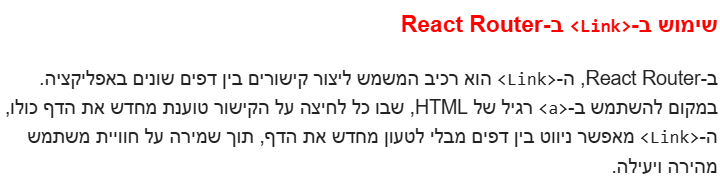 שימוש ב-<Link> ב-React Router
ב-React Router, ה-<Link> הוא רכיב המשמש ליצור קישורים בין דפים שונים באפליקציה.
במקום להשתמש ב-<a> רגיל של HTML, שבו כל לחיצה על הקישור טוענת מחדש את הדף כולו,
ה-<Link> מאפשר ניווט בין דפים מבלי לטעון מחדש את הדף, תוך שמירה על חוויית משתמש
מהירה ויעילה.